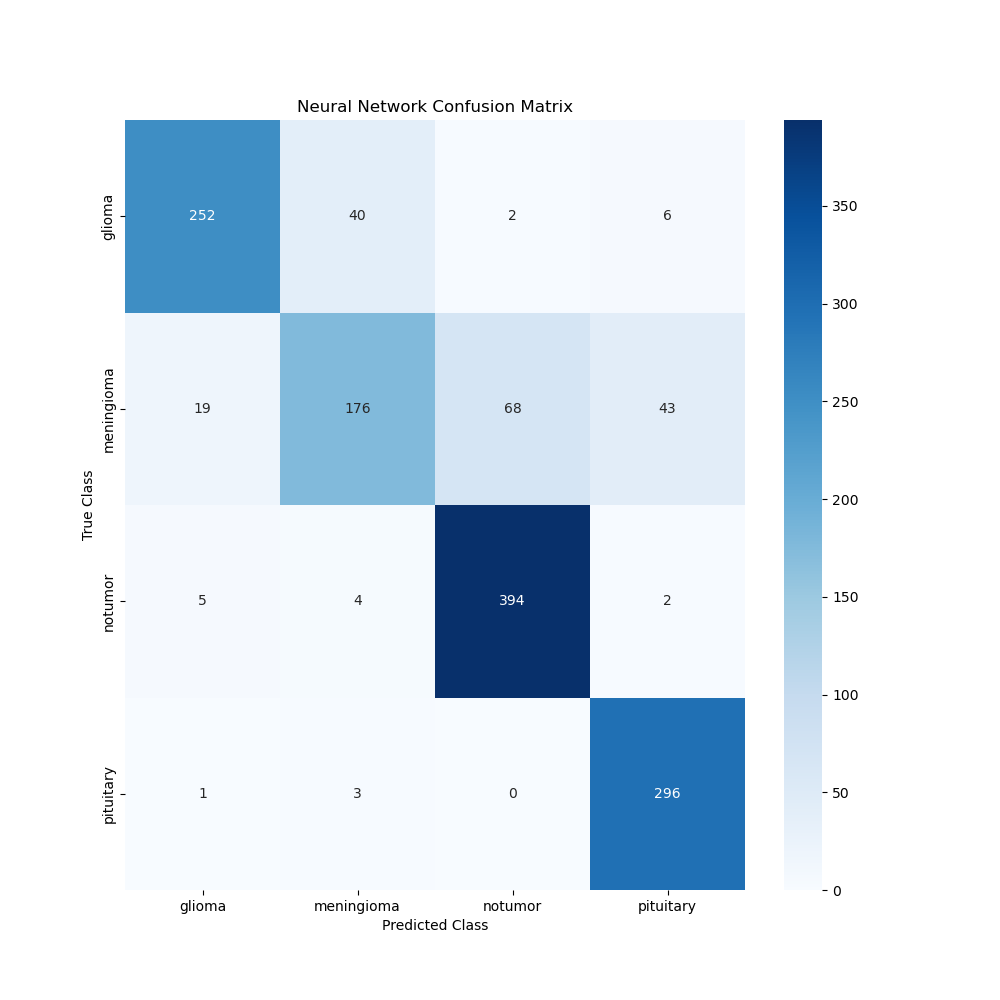 Neural Network Confusion Matrix
glioma
252 40 2 6
meningioma
19 176 68 43
notumor
5 4 394 2
pituitary
1 3 0 296
True Class
glioma meningioma notumor pituitary
Predicted Class
350
300
250
200
150
100
50
0